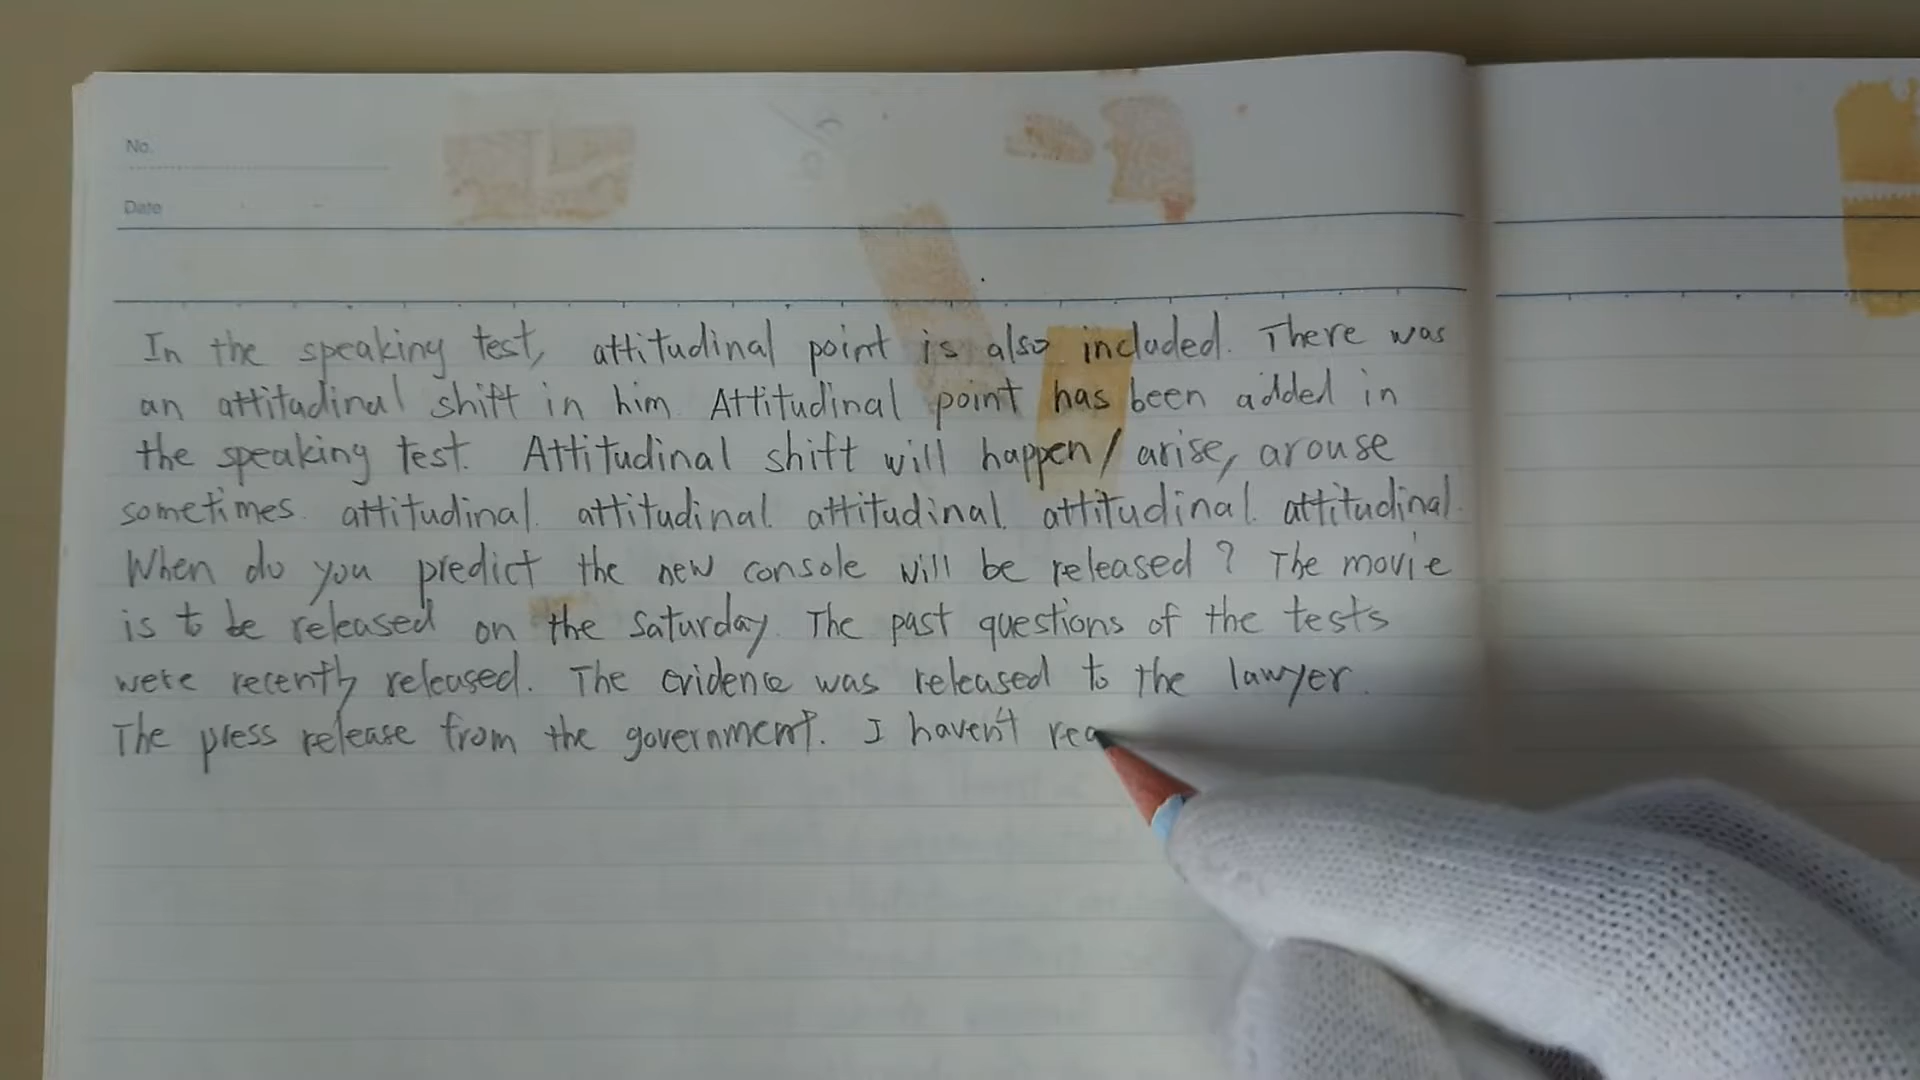 No.
Date
In the speaking test, attitudinal point is also included. There was
an attitudinal shift in him. Attitudinal point has been added in
the speaking test. Attitudinal shift will happen/ arise, arouse
sometimes. attitudinal. attitudinal. attitudinal. attitudinal. attitudinal.
When do you predict the new console will be released? The movie
is to be released on the Saturday. The past questions of the tests
were recently released. The evidence was released to the lawyer.
The press release from the government. I haven't rea